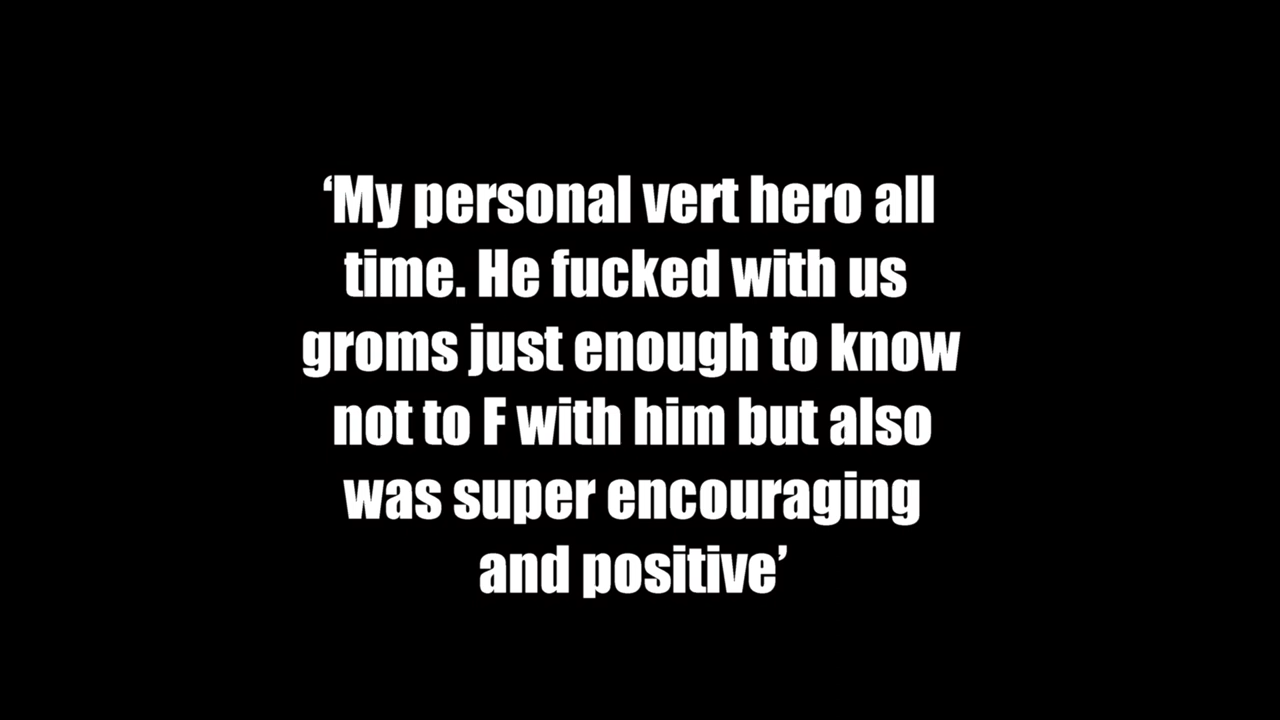 ‘My personal vert hero all
time. He fucked with us
groms just enough to know
not to F with him but also
was super encouraging
and positive’